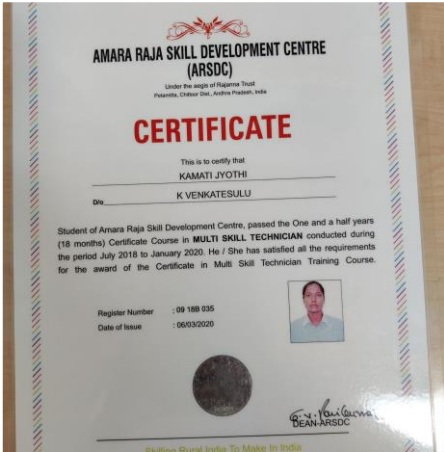 AMARA RAJA SKILL DEVELOPMENT CENTRE
(ARSDC)
Under the aegis of Rajanna Trust
Petamitta, Chittoor Dist., Andhra Pradesh, India
CERTIFICATE
This is to certify that
KAMATI JYOTHI
D/o K VENKATESULU
Student of Amara Raja Skill Development Centre, passed the One and a half years
(18 months) Certificate Course in MULTI SKILL TECHNICIAN conducted during
the period July 2018 to January 2020. He / She has satisfied all the requirements
for the award of the Certificate in Multi Skill Technician Training Course.
Register Number : 09 18B 035
Date of Issue : 06/03/2020
DEAN-ARSDC
Skilling Rural India To Make In India